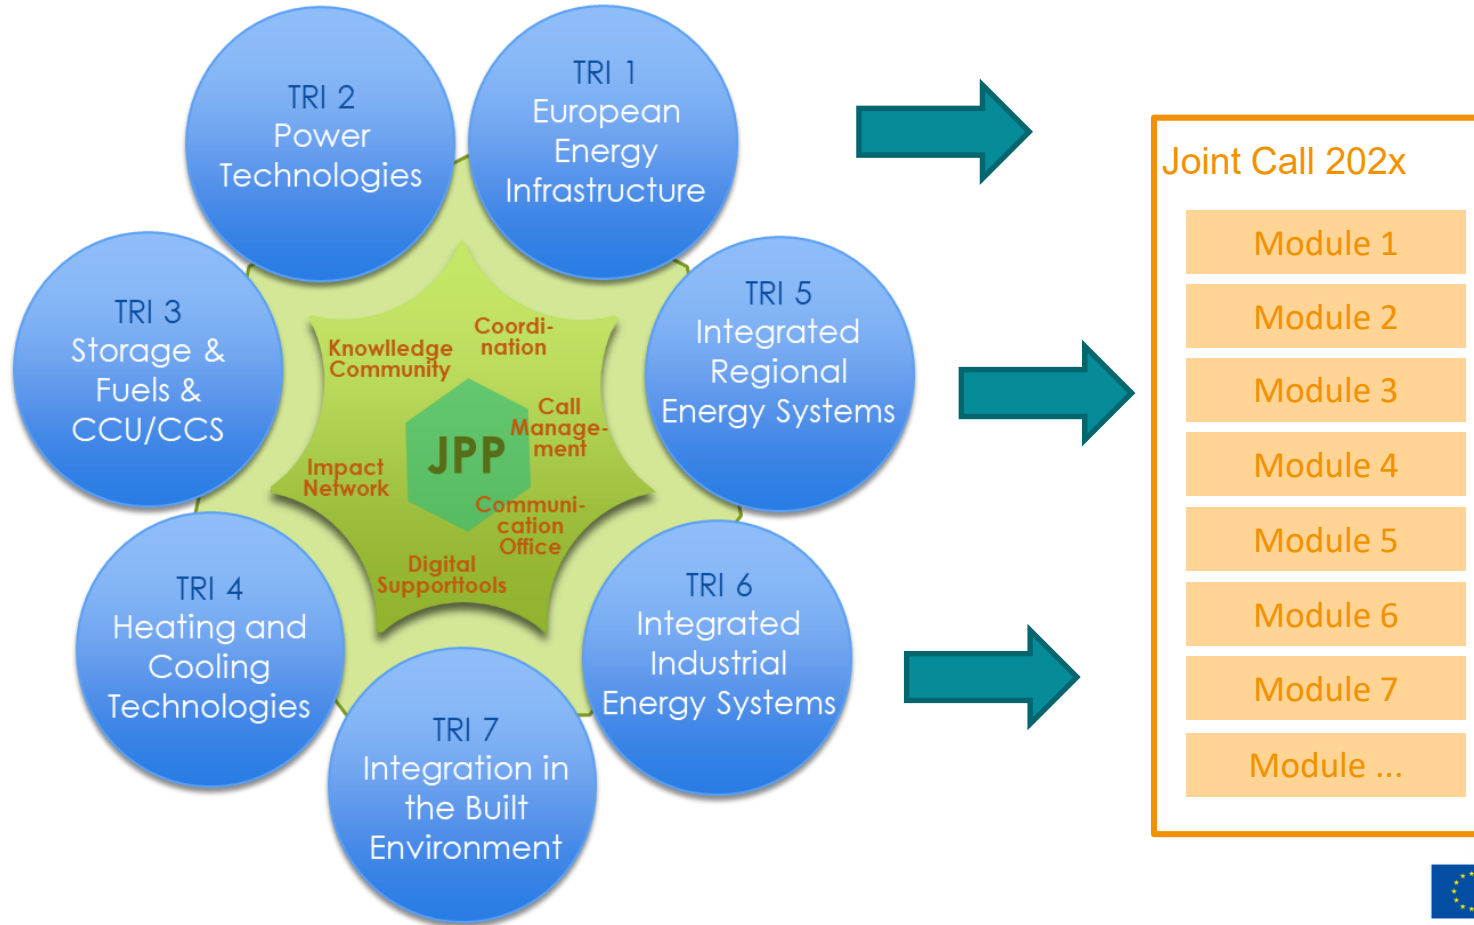 TRI 1
European
Energy
Infrastructure
TRI 2
Power
Technologies
TRI 3
Storage &
Fuels &
CCU/CCS
TRI 4
Heating and
Cooling
Technologies
TRI 7
Integration in
the Built
Environment
TRI 6
Integrated
Industrial
Energy Systems
TRI 5
Integrated
Regional
Energy Systems
Knowlledge
Community
Coordi-
nation
Call
Manage-
ment
JPP
Impact
Network
Communi-
cation
Office
Digital
Supporttools
Joint Call 202x
Module 1
Module 2
Module 3
Module 4
Module 5
Module 6
Module 7
Module ...